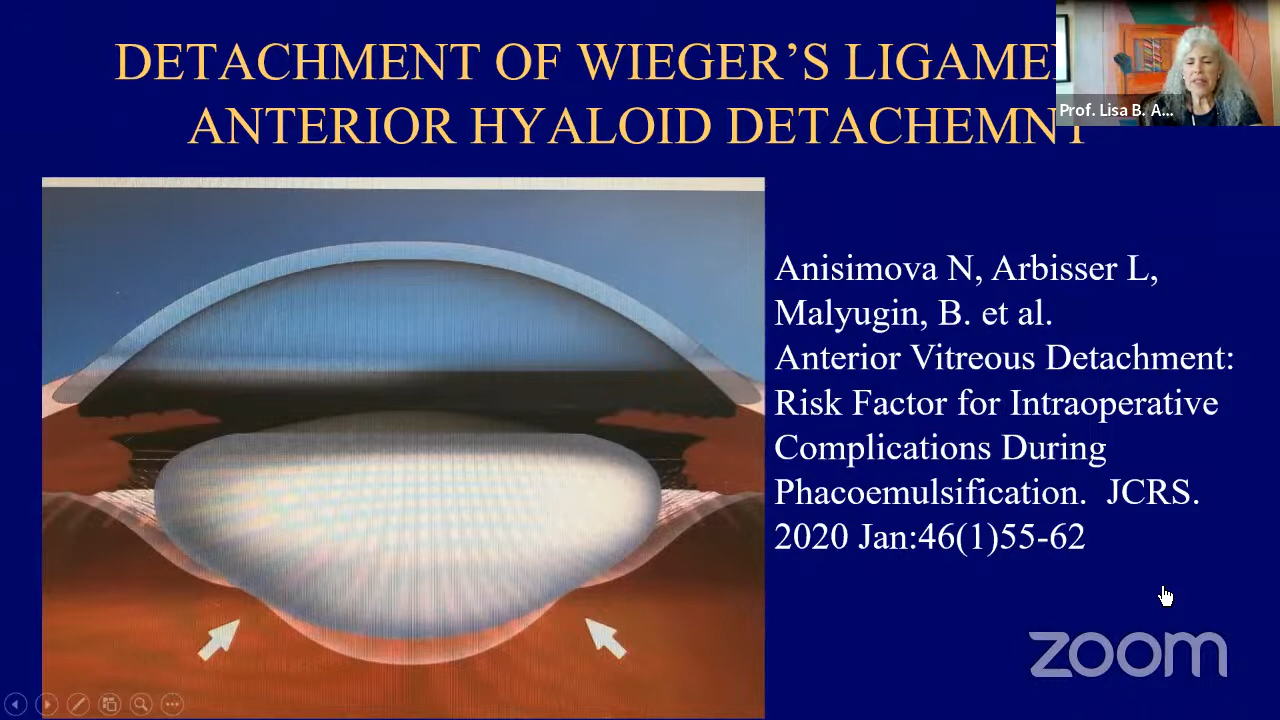 DETACHMENT OF WIEGER'S
ANTERIOR HYALOID DETACHEMNT
Prof. Lisa B. A...
Anisimova N, Arbisser L,
Malyugin, B. et al.
Anterior Vitreous Detachment:
Risk Factor for Intraoperative
Complications During
Phacoemulsification. JCRS.
2020 Jan:46(1)55-62
zoom